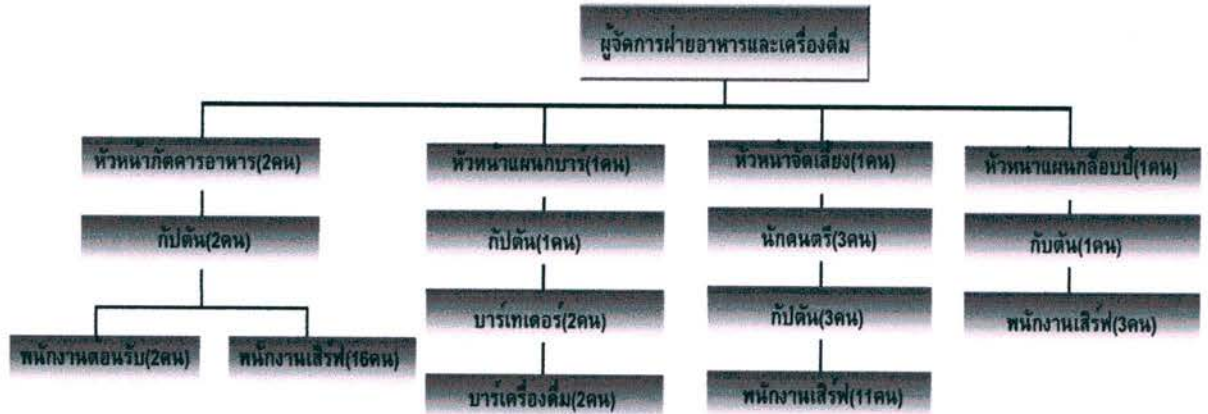 ผู้จัดการฝ่ายอาหารและเครื่องดื่ม
หัวหน้าภัตคารอาหาร(2คน)
หัวหน้าแผนกบาร์(1คน)
หัวหน้าจัดเลี้ยง(1คน)
หัวหน้าแผนกล๊อบบี้(1คน)
กัปตัน(2คน)
กัปตัน(1คน)
นักดนตรี(3คน)
กับตัน(1คน)
บาร์เทเดอร์(2คน)
กัปตัน(3คน)
พนักงานเสิร์ฟ(3คน)
พนักงานต้อนรับ(2คน)
พนักงานเสิร์ฟ(16คน)
บาร์เครื่องดื่ม(2คน)
พนักงานเสิร์ฟ(11คน)